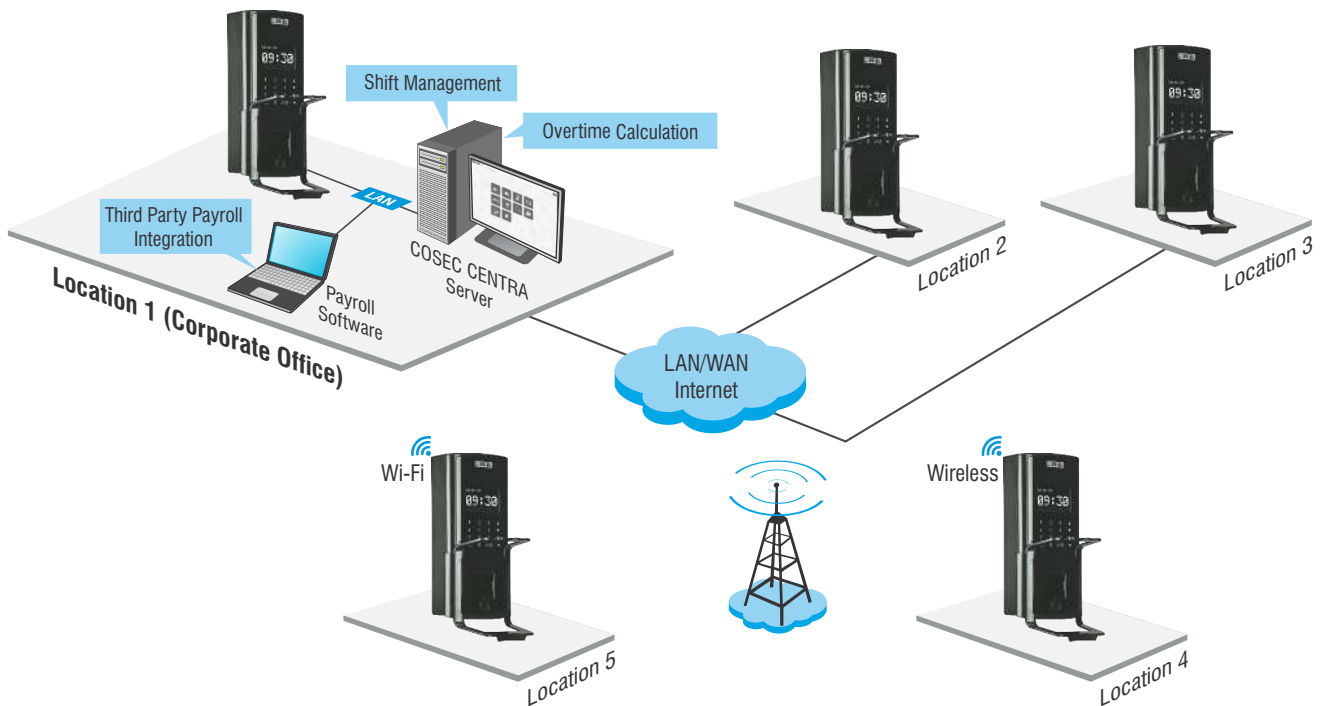 09:30
Shift Management
Overtime Calculation
LAN
Third Party Payroll
Integration
COSEC CENTRA
Server
Payroll
Software
Location 1 (Corporate Office)
09:30
Location 2
09:30
Location 3
LAN/WAN
Internet
Wi-Fi
09:30
Location 5
Wireless
09:30
Location 4